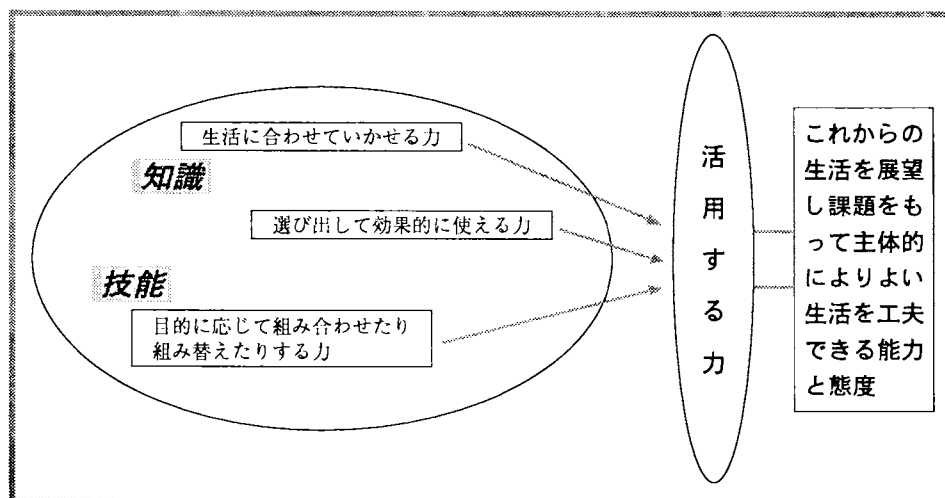 生活に合わせていかせる力
知識
選び出して効果的に使える力
技能
目的に応じて組み合わせたり
組み替えたりする力
活用する力
これからの
生活を展望
し課題をも
って主体的
によりよい
生活を工夫
できる能力
と態度